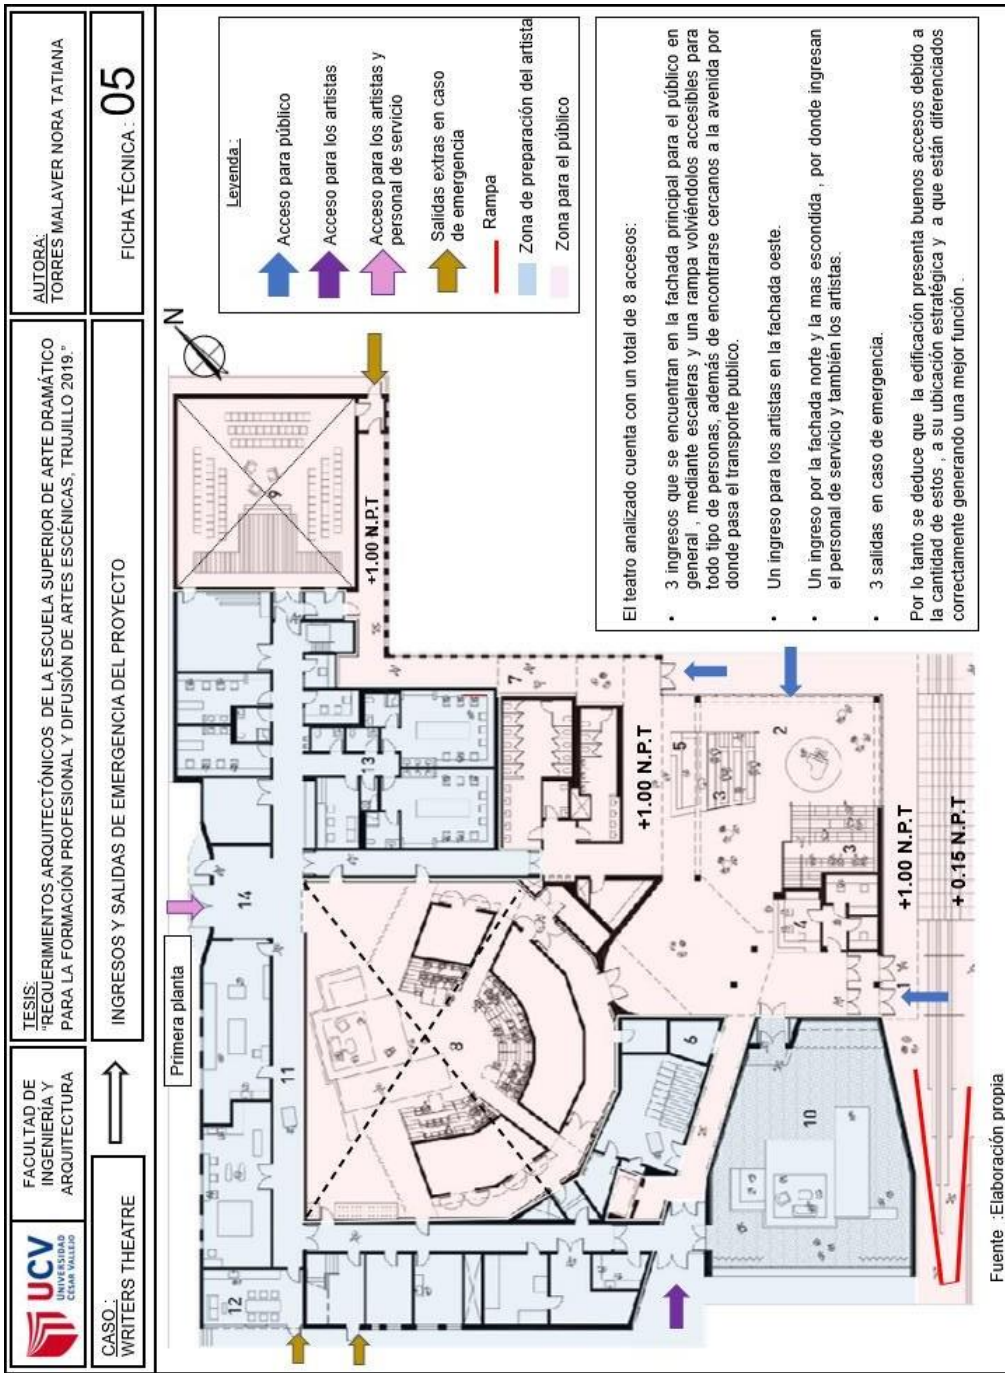 UCV
UNIVERSIDAD
CÉSAR VALLEJO
FACULTAD DE
INGENIERÍA Y
ARQUITECTURA
TESIS:
“REQUERIMIENTOS ARQUITECTÓNICOS DE LA ESCUELA SUPERIOR DE ARTE DRAMÁTICO
PARA LA FORMACIÓN PROFESIONAL Y DIFUSIÓN DE ARTES ESCÉNICAS, TRUJILLO 2019.”
AUTORA:
TORRES MALAVER NORA TATIANA
CASO :
WRITERS THEATRE
INGRESOS Y SALIDAS DE EMERGENCIA DEL PROYECTO
FICHA TÉCNICA : 05
Primera planta
N
12
11
14
13
9
8
8
7
6
10
5
3
3
4
2
1
+1.00 N.P.T
+1.00 N.P.T
+1.00 N.P.T
+ 0.15 N.P.T
Leyenda :
Acceso para público
Acceso para los artistas
Acceso para los artistas y
personal de servicio
Salidas extras en caso
de emergencia
Rampa
Zona de preparación del artista
Zona para el público
El teatro analizado cuenta con un total de 8 accesos:
• 3 ingresos que se encuentran en la fachada principal para el público en
general , mediante escaleras y una rampa volviéndolos accesibles para
todo tipo de personas, además de encontrarse cercanos a la avenida por
donde pasa el transporte publico.
• Un ingreso para los artistas en la fachada oeste.
• Un ingreso por la fachada norte y la mas escondida , por donde ingresan
el personal de servicio y también los artistas.
• 3 salidas en caso de emergencia.
Por lo tanto se deduce que la edificación presenta buenos accesos debido a
la cantidad de estos , a su ubicación estratégica y a que están diferenciados
correctamente generando una mejor función .
Fuente :Elaboración propia